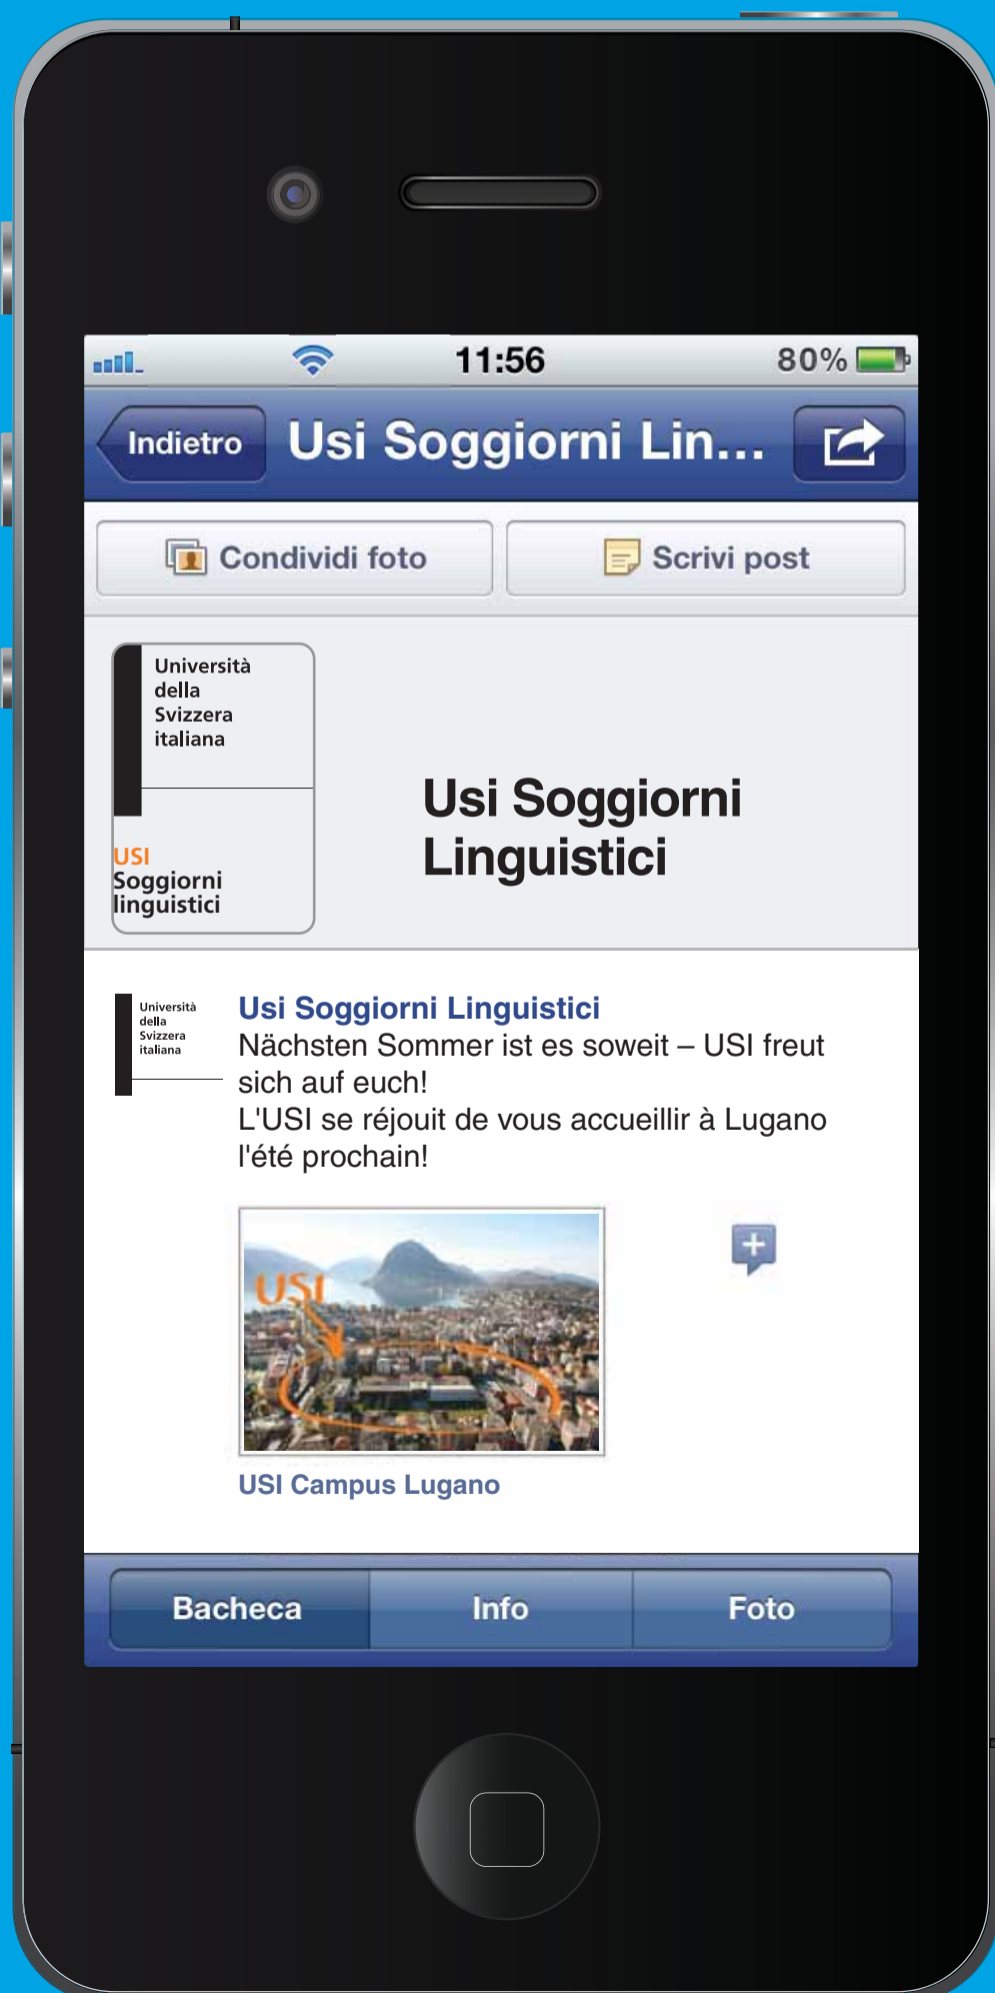 11:56
80%
Indietro
Usi Soggiorni Lin...
Condividi foto
Scrivi post
Università
della
Svizzera
italiana
USI
Soggiorni
linguistici
Usi Soggiorni
Linguistici
Università
della
Svizzera
italiana
Usi Soggiorni Linguistici
Nächsten Sommer ist es soweit – USI freut
sich auf euch!
L'USI se réjouit de vous accueillir à Lugano
l'été prochain!
USI
USI Campus Lugano
Bacheca
Info
Foto